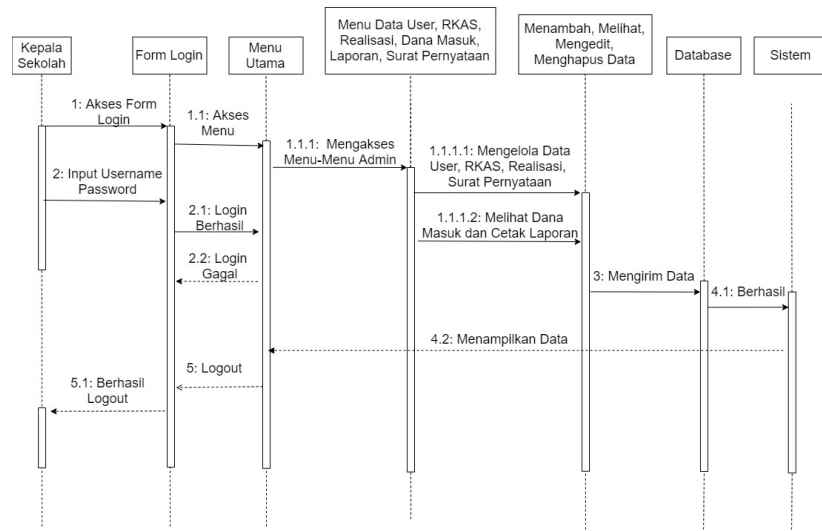 Kepala
Sekolah
Form Login
Menu
Utama
Menu Data User, RKAS,
Realisasi, Dana Masuk,
Laporan, Surat Pernyataan
Menambah, Melihat,
Mengedit,
Menghapus Data
Database
Sistem
1: Akses Form
Login
1.1: Akses
Menu
1.1.1: Mengakses
Menu-Menu Admin
1.1.1.1: Mengelola Data
User, RKAS, Realisasi,
Surat Pernyataan
2: Input Username
Password
2.1: Login
Berhasil
1.1.1.2: Melihat Dana
Masuk dan Cetak Laporan
2.2: Login
Gagal
3: Mengirim Data
4.1: Berhasil
4.2: Menampilkan Data
5: Logout
5.1: Berhasil
Logout